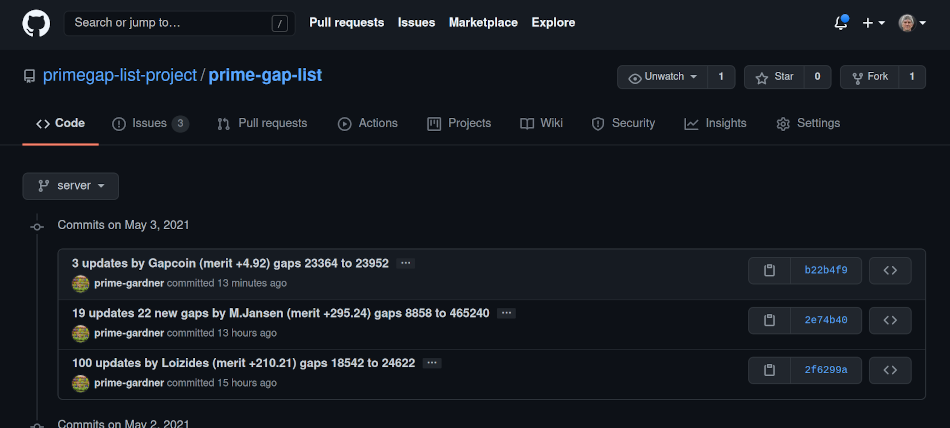 Search or jump to… / Pull requests Issues Marketplace Explore
primegap-list-project / prime-gap-list Unwatch 1 Star 0 Fork 1
Code Issues 3 Pull requests Actions Projects Wiki Security Insights Settings
server
Commits on May 3, 2021
3 updates by Gapcoin (merit +4.92) gaps 23364 to 23952 …
prime-gardner committed 13 minutes ago
b22b4f9
19 updates 22 new gaps by M.Jansen (merit +295.24) gaps 8858 to 465240 …
prime-gardner committed 13 hours ago
2e74b40
100 updates by Loizides (merit +210.21) gaps 18542 to 24622 …
prime-gardner committed 15 hours ago
2f6299a
Commits on May 2, 2021